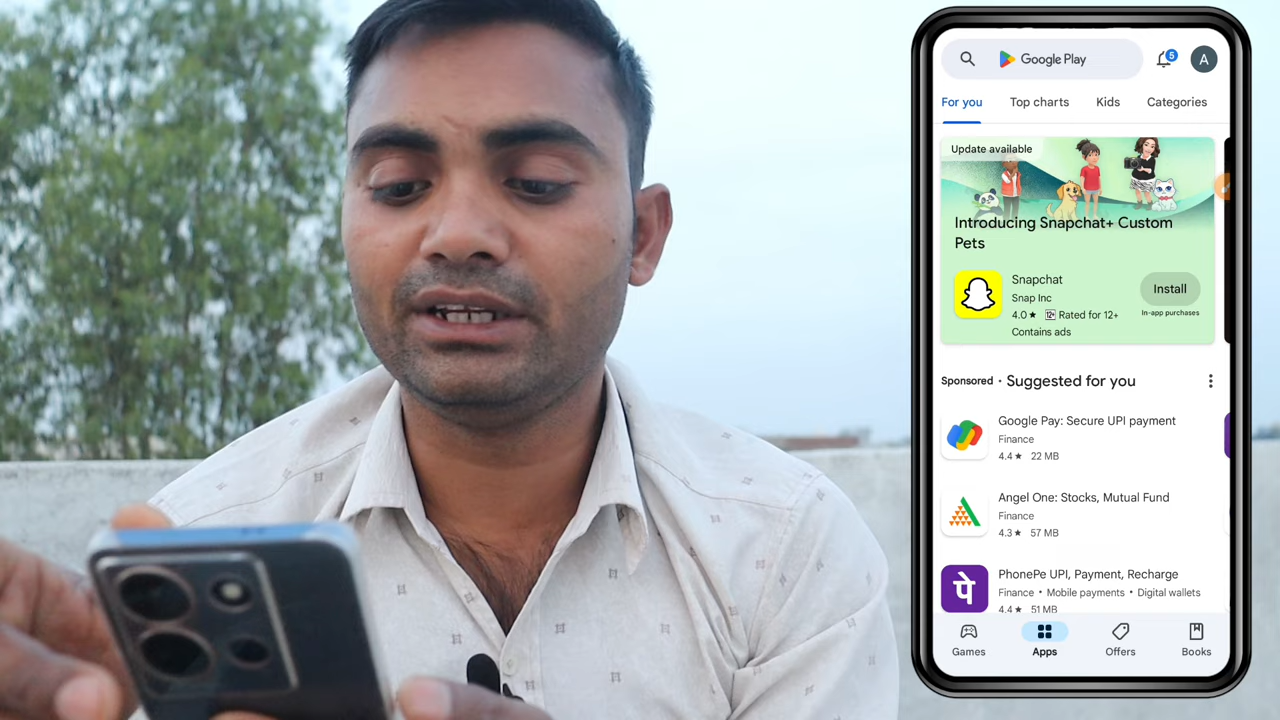 Google Play
5
A
For you
Top charts
Kids
Categories
Update available
Introducing Snapchat+ Custom
Pets
Snapchat
Snap Inc
4.0★ 12+ Rated for 12+
Contains ads
Install
In-app purchases
Sponsored · Suggested for you
Google Pay: Secure UPI payment
Finance
4.4★ 22 MB
Angel One: Stocks, Mutual Fund
Finance
4.3★ 57 MB
पे
PhonePe UPI, Payment, Recharge
Finance • Mobile payments • Digital wallets
4.4★ 51 MB
Games
Apps
Offers
Books